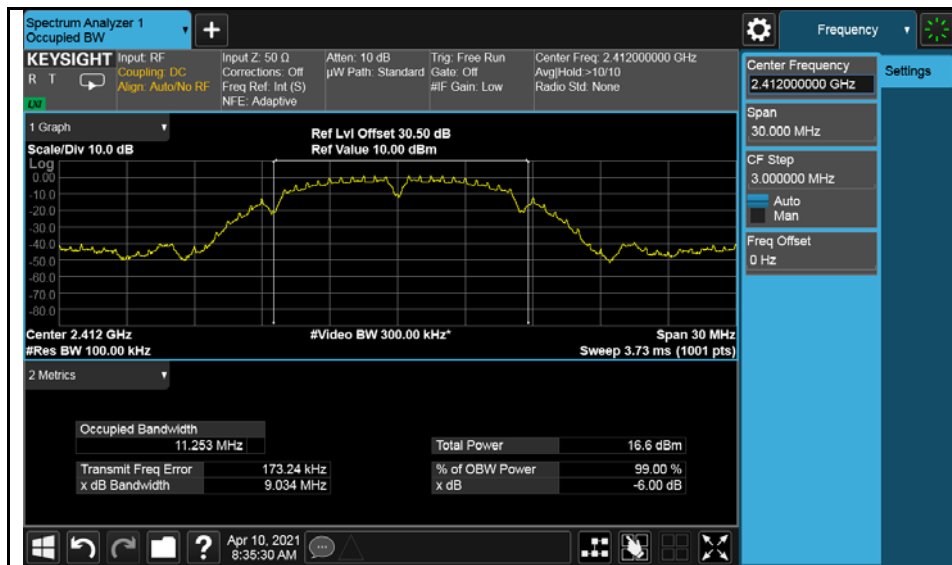 Spectrum Analyzer 1
Occupied BW
+
Frequency
KEYSIGHT
R T
LXI
Input: RF
Coupling: DC
Align: Auto/No RF
Input Z: 50 Ω
Corrections: Off
Freq Ref: Int (S)
NFE: Adaptive
Atten: 10 dB
µW Path: Standard
Trig: Free Run
Gate: Off
#IF Gain: Low
Center Freq: 2.412000000 GHz
Avg|Hold:>10/10
Radio Std: None
Center Frequency
2.412000000 GHz
Settings
Span
30.000 MHz
CF Step
3.000000 MHz
Auto
Man
Freq Offset
0 Hz
1 Graph
Scale/Div 10.0 dB
Ref Lvl Offset 30.50 dB
Ref Value 10.00 dBm
Log
0.00
-10.0
-20.0
-30.0
-40.0
-50.0
-60.0
-70.0
-80.0
Center 2.412 GHz
#Video BW 300.00 kHz*
Span 30 MHz
#Res BW 100.00 kHz
Sweep 3.73 ms (1001 pts)
2 Metrics
Occupied Bandwidth
11.253 MHz
Total Power 16.6 dBm
Transmit Freq Error 173.24 kHz
% of OBW Power 99.00 %
x dB Bandwidth 9.034 MHz
x dB -6.00 dB
?
Apr 10, 2021
8:35:30 AM